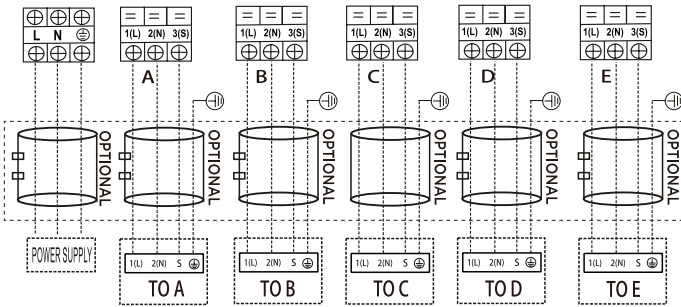 L N
1(L) 2(N) 3(S)
1(L) 2(N) 3(S)
1(L) 2(N) 3(S)
1(L) 2(N) 3(S)
1(L) 2(N) 3(S)
A
B
C
D
E
OPTIONAL
OPTIONAL
OPTIONAL
OPTIONAL
OPTIONAL
OPTIONAL
POWER SUPPLY
1(L) 2(N) S
TO A
1(L) 2(N) S
TO B
1(L) 2(N) S
TO C
1(L) 2(N) S
TO D
1(L) 2(N) S
TO E